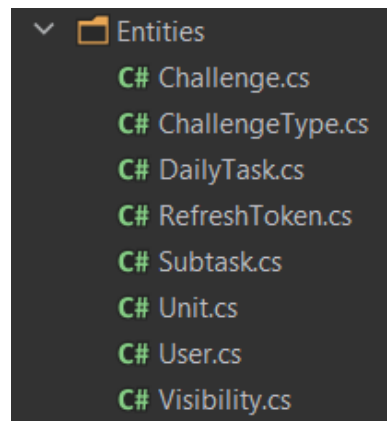 Entities
C# Challenge.cs
C# ChallengeType.cs
C# DailyTask.cs
C# RefreshToken.cs
C# Subtask.cs
C# Unit.cs
C# User.cs
C# Visibility.cs